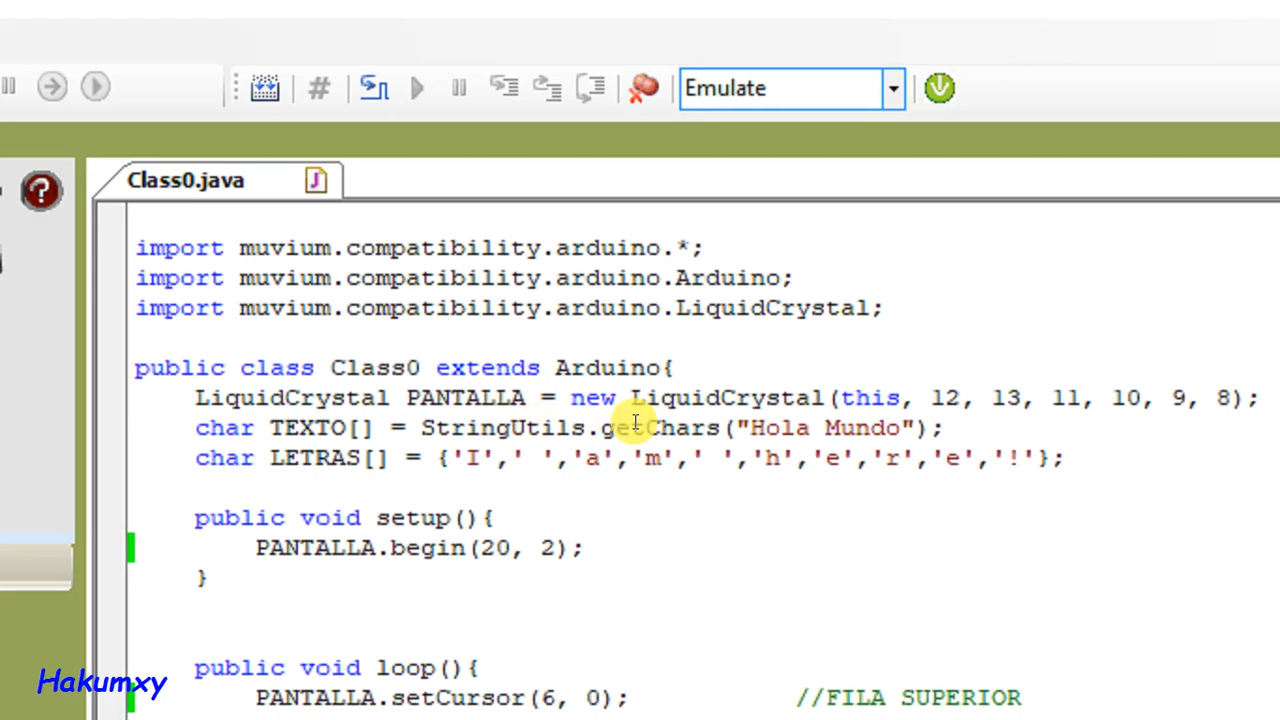 Emulate
Class0.java
import muvium.compatibility.arduino.*;
import muvium.compatibility.arduino.Arduino;
import muvium.compatibility.arduino.LiquidCrystal;
public class Class0 extends Arduino{
LiquidCrystal PANTALLA = new LiquidCrystal(this, 12, 13, 11, 10, 9, 8);
char TEXTO[] = StringUtils.getChars("Hola Mundo");
char LETRAS[] = {'I',' ','a','m',' ','h','e','r','e','!'};
public void setup(){
PANTALLA.begin(20, 2);
}
public void loop(){
PANTALLA.setCursor(6, 0); //FILA SUPERIOR
Hakumxy